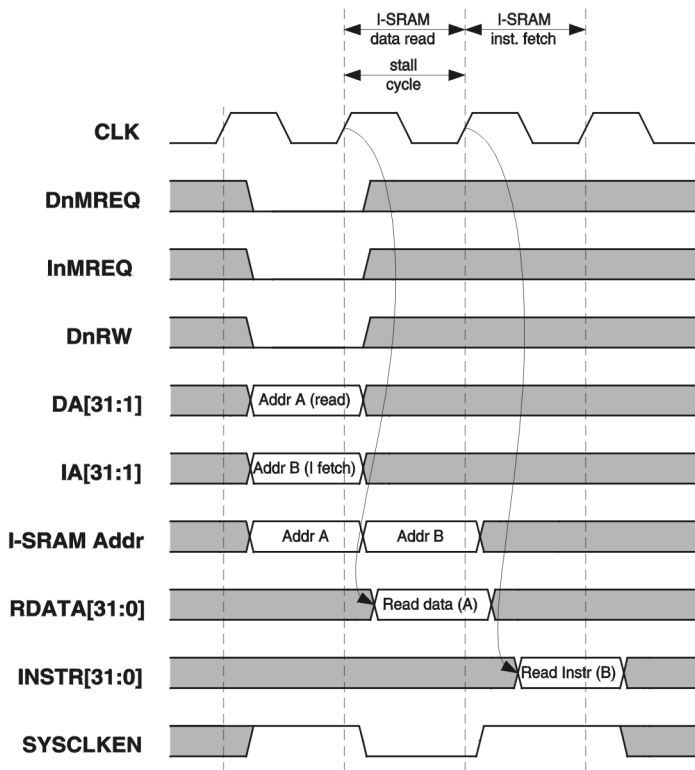 I-SRAM
data read
I-SRAM
inst. fetch
stall
cycle
CLK
DnMREQ
InMREQ
DnRW
DA[31:1]
Addr A (read)
IA[31:1]
Addr B (I fetch)
I-SRAM Addr
Addr A
Addr B
RDATA[31:0]
Read data (A)
INSTR[31:0]
Read Instr (B)
SYSCLKEN